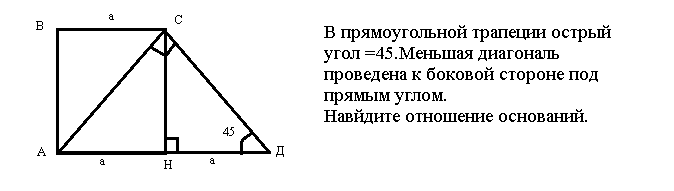 a
В
С
45
А
a
Н
a
Д
В прямоугольной трапеции острый
угол =45.Меньшая диагональ
проведена к боковой стороне под
прямым углом.
Навйдите отношение оснований.